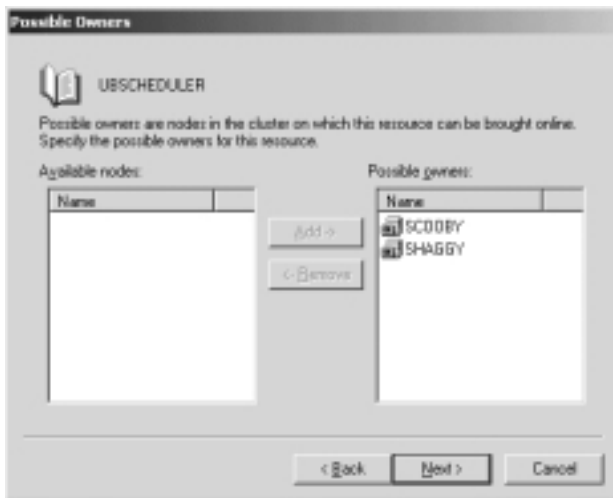 Possible Owners
UBSCHEDULER
Possible owners are nodes in the cluster on which this resource can be brought online.
Specify the possible owners for this resource.
Available nodes:
Possible owners:
Name
Name
Add ->
SCOOBY
SHAGGY
<- Remove
< Back
Next >
Cancel